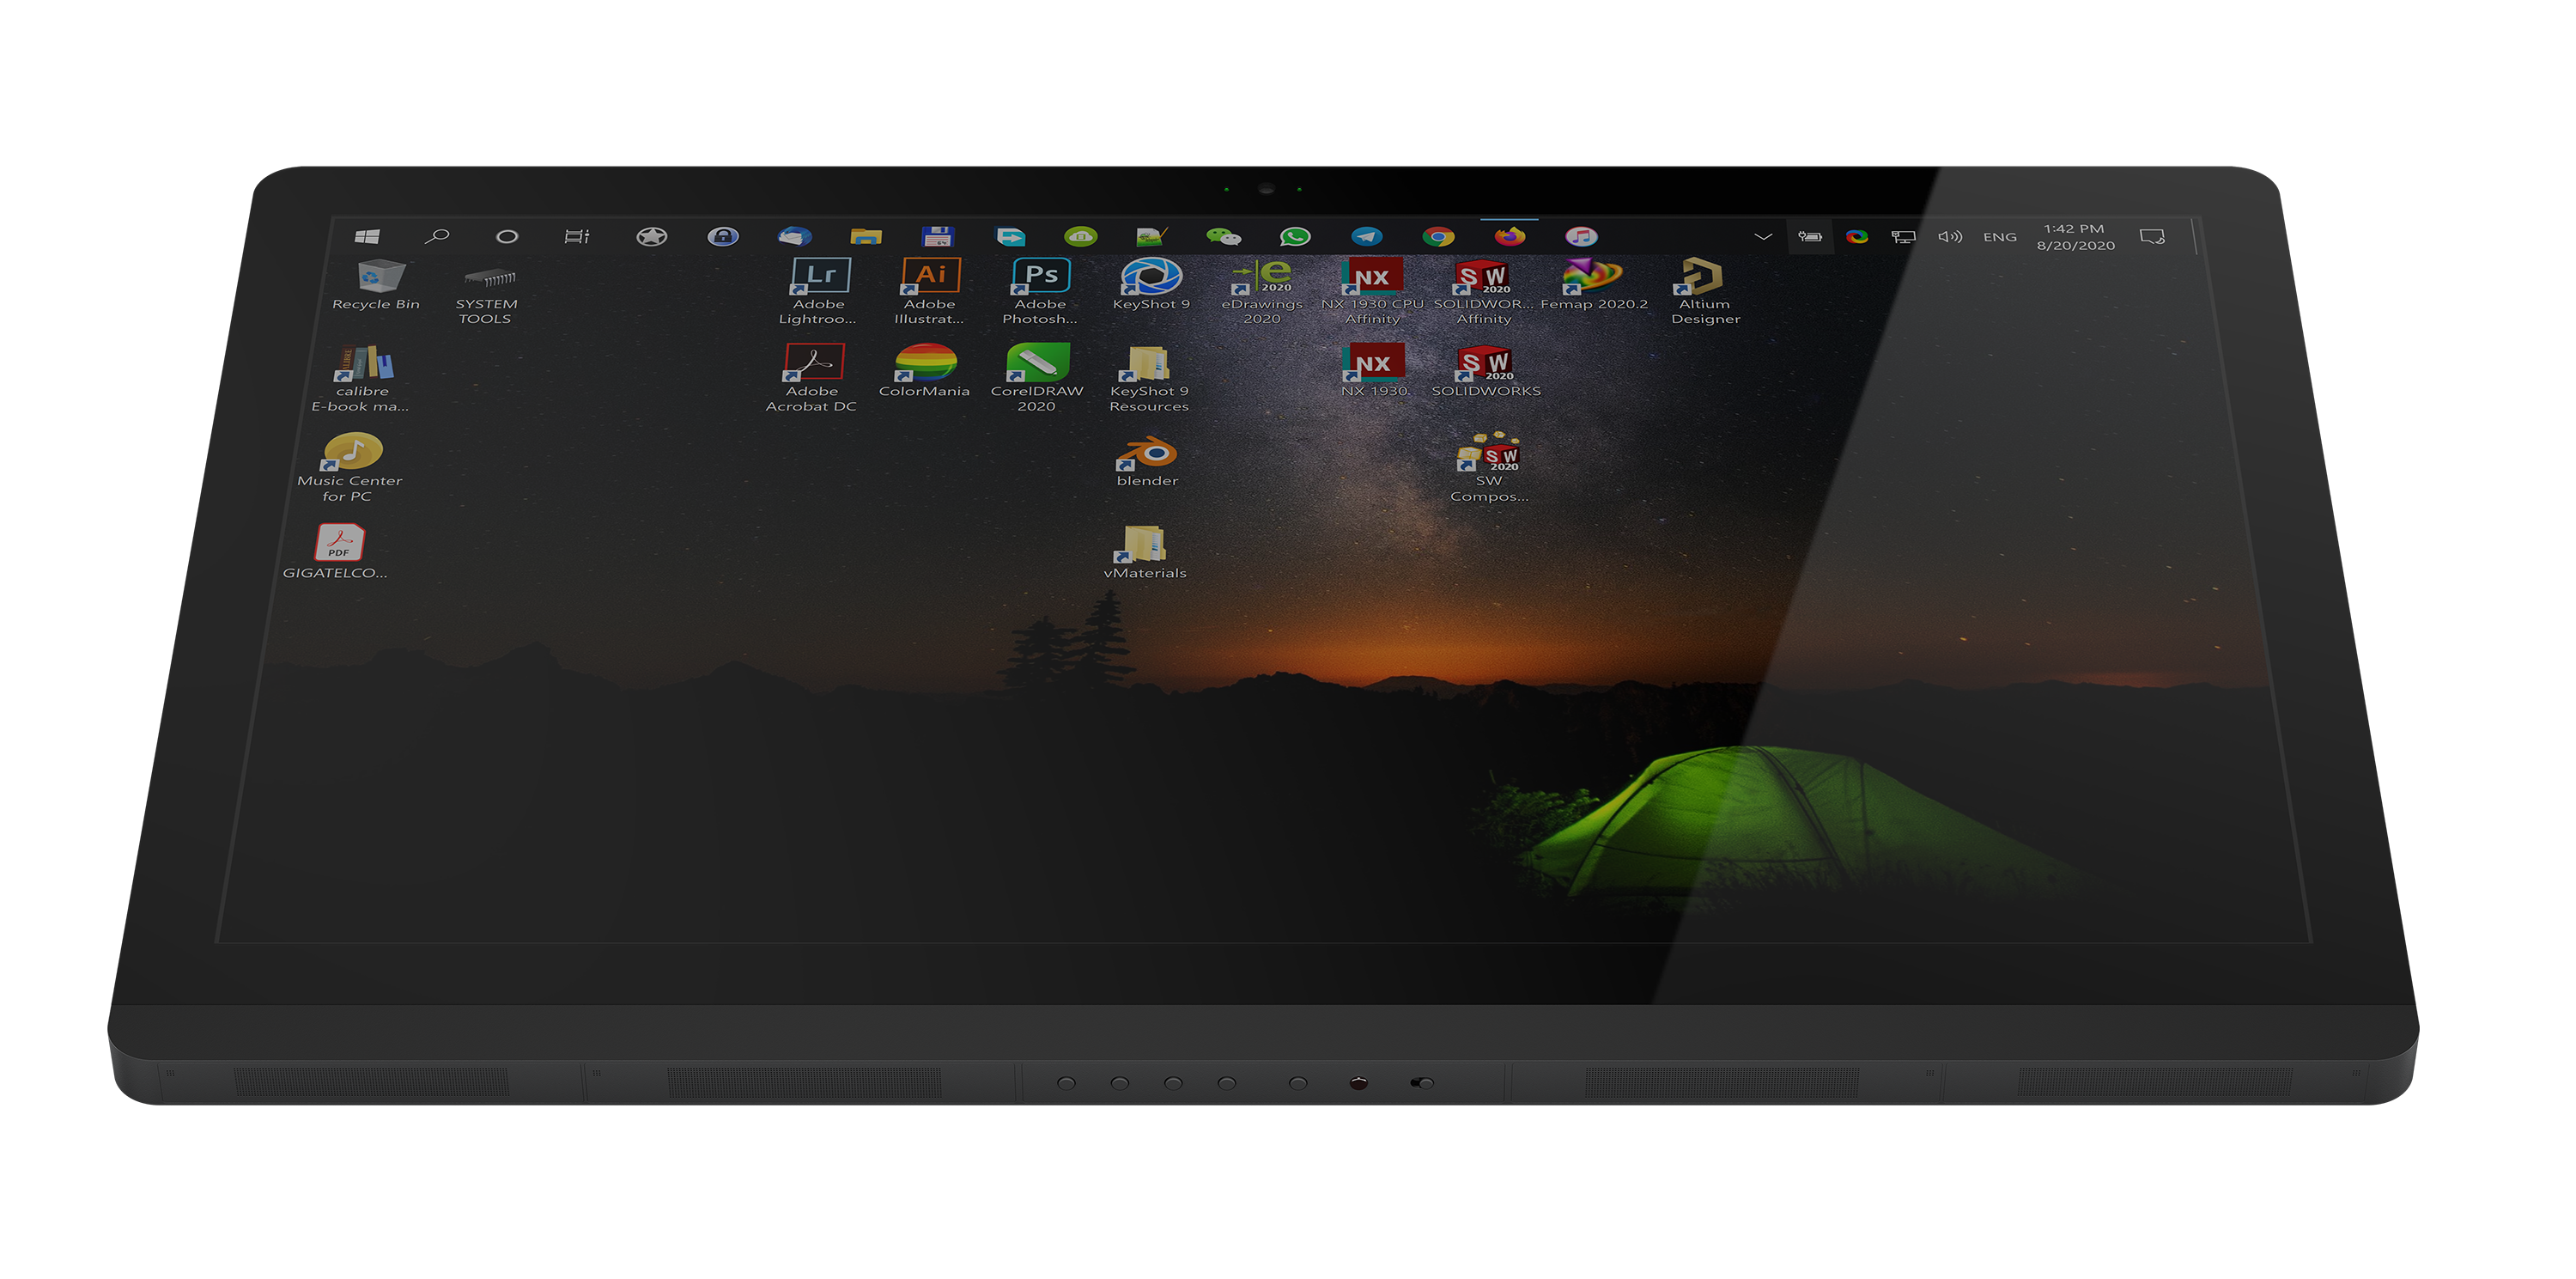 ENG
1:42 PM
8/20/2020
Recycle Bin
SYSTEM
TOOLS
Lr
Adobe
Lightroo...
Ai
Adobe
Illustrat...
Ps
Adobe
Photosh...
KeyShot 9
e
2020
eDrawings
2020
NX
NX 1930 CPU
Affinity
S W
2020
SOLIDWOR...
Affinity
Femap 2020.2
Altium
Designer
CALIBRE
calibre
E-book ma...
Adobe
Acrobat DC
ColorMania
CorelDRAW
2020
KeyShot 9
Resources
NX
NX 1930
S W
2020
SOLIDWORKS
Music Center
for PC
blender
SW
2020
SW
Compos...
PDF
GIGATELCO...
vMaterials